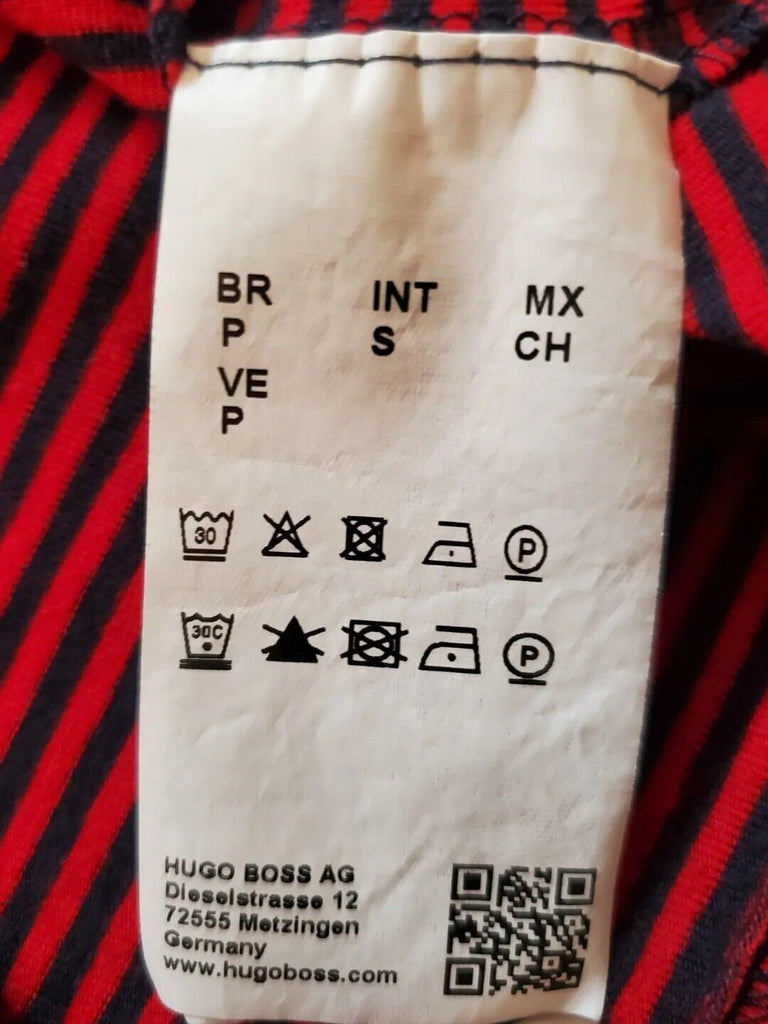 BR INT MX
P S CH
VE
P
30 P
30C P
HUGO BOSS AG
Dieselstrasse 12
72555 Metzingen
Germany
www.hugoboss.com